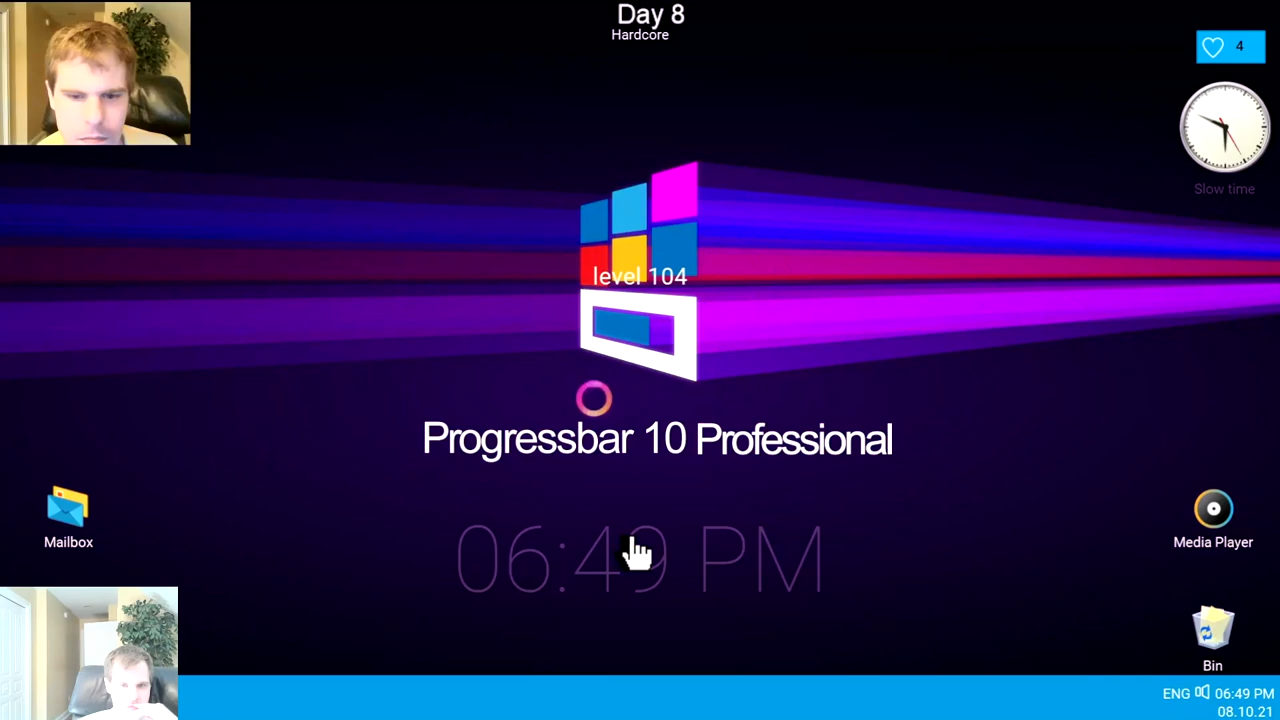 Day 8
Hardcore
4
Slow time
level 104
Progressbar 10 Professional
Mailbox
06:49 PM
Media Player
Bin
ENG 06:49 PM
08.10.21